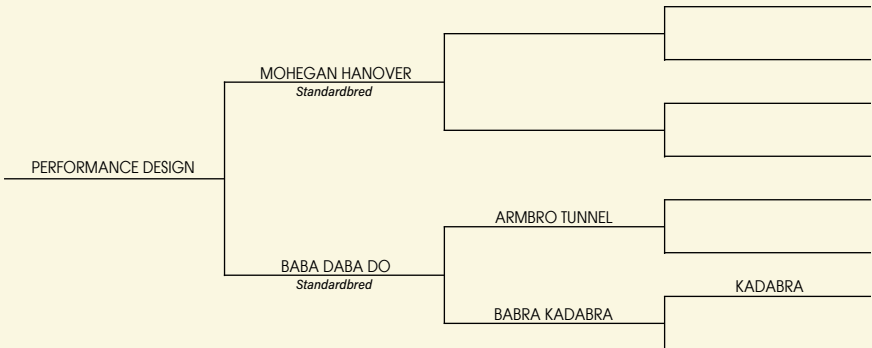 MOHEGAN HANOVER
Standardbred
PERFORMANCE DESIGN
ARMBRO TUNNEL
BABA DABA DO
Standardbred
KADABRA
BABRA KADABRA